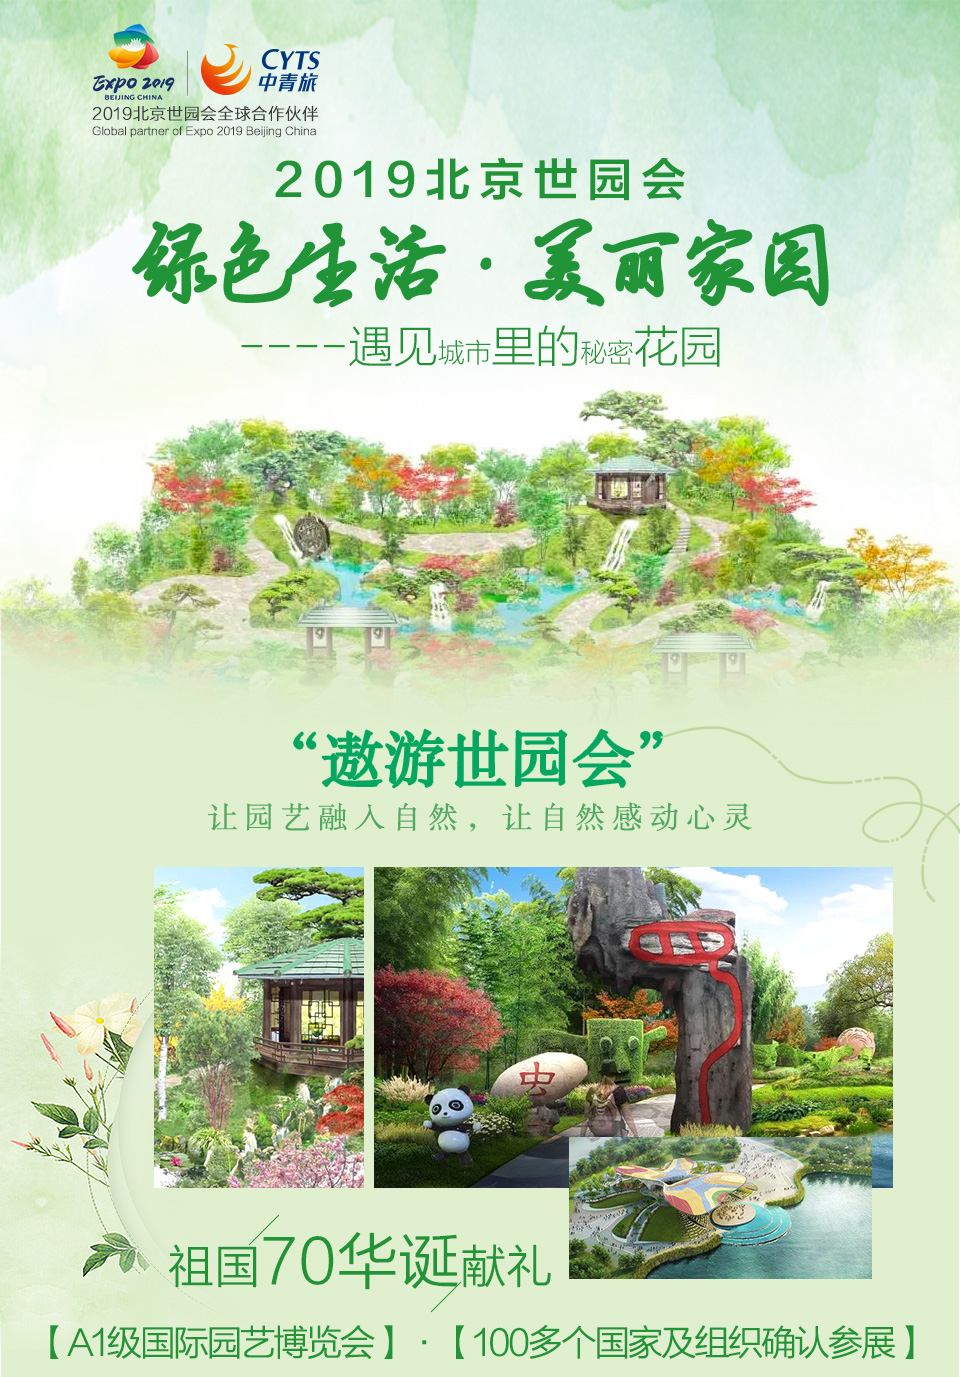 EXPO 2019
BEIJING CHINA
CYTS
中青旅
2019北京世园会全球合作伙伴
Global partner of Expo 2019 Beijing China
2019北京世园会
绿色生活·美丽家园
----遇见城市里的秘密花园
“遨游世园会”
让园艺融入自然，让自然感动心灵
虫
祖国70华诞献礼
【A1级国际园艺博览会】·【100多个国家及组织确认参展】